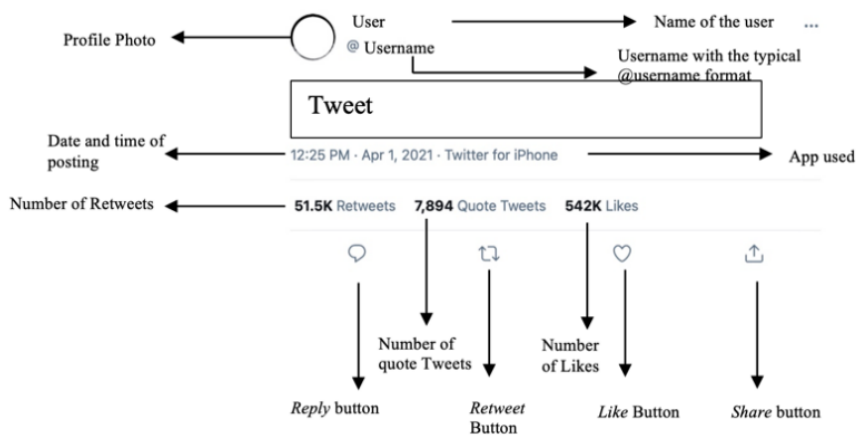 User
Name of the user
...
Profile Photo
@ Username
Username with the typical
@username format
Tweet
Date and time of
posting
12:25 PM · Apr 1, 2021 · Twitter for iPhone
App used
Number of Retweets
51.5K Retweets 7,894 Quote Tweets 542K Likes
Number of
quote Tweets
Number
of Likes
Reply button
Retweet
Button
Like Button
Share button